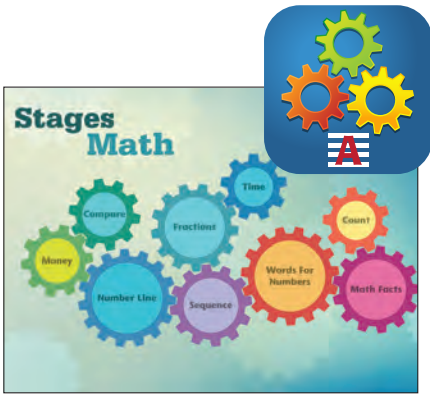 A
Stages
Math
Time
Compare
Count
Fractions
Money
Words For
Numbers
Math Facts
Number Line
Sequence